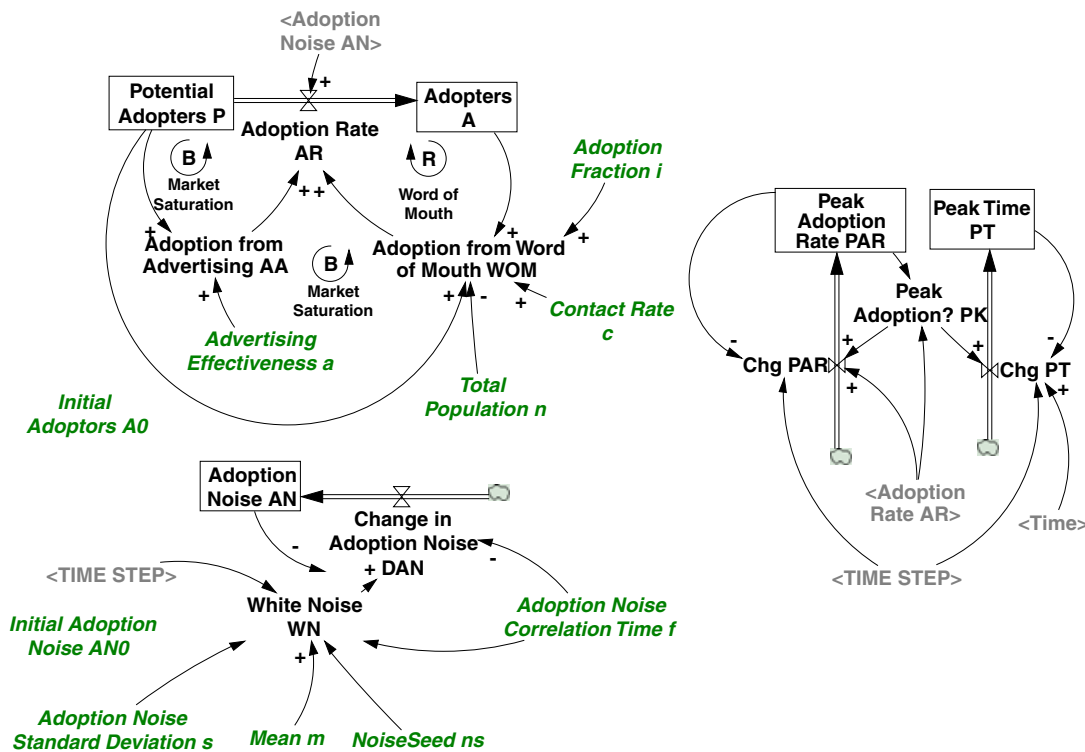 <Adoption
Noise AN>
+
Potential
Adopters P
Adopters
A
Adoption Rate
AR
B
Market
Saturation
R
Word of
Mouth
Adoption
Fraction i
+ +
+
Adoption from
Advertising AA
+
B
Market
Saturation
+
+
Adoption from Word
of Mouth WOM
+
-
+
Contact Rate
c
Advertising
Effectiveness a
Total
Population n
Initial
Adoptors A0
Adoption
Noise AN
Change in
Adoption Noise
DAN
-
+
-
<TIME STEP>
White Noise
WN
+
Initial Adoption
Noise AN0
Adoption Noise
Correlation Time f
Adoption Noise
Standard Deviation s
Mean m
NoiseSeed ns
Peak
Adoption
Rate PAR
Peak Time
PT
Peak
Adoption? PK
-
+
+
-
Chg PAR
+
Chg PT
+
<Adoption
Rate AR>
<Time>
<TIME STEP>